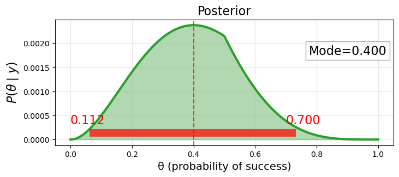 Posterior
P(θ | y)
0.0020
0.0015
0.0010
0.0005
0.0000
Mode=0.400
0.112 0.700
0.0 0.2 0.4 0.6 0.8 1.0
θ (probability of success)